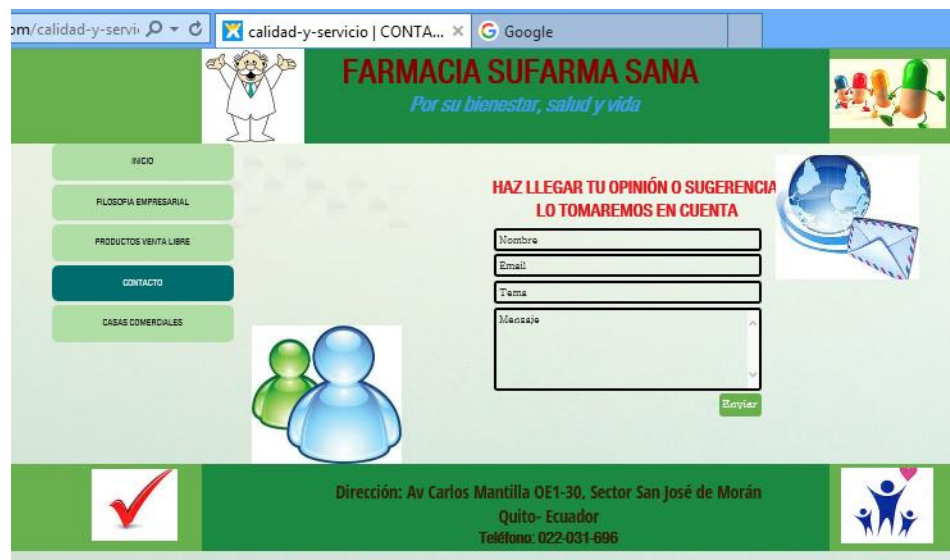 om/calidad-y-servi
calidad-y-servicio | CONTA...
Google
FARMACIA SUFARMA SANA
Por su bienestar, salud y vida
INICIO
FILOSOFIA EMPRESARIAL
PRODUCTOS VENTA LIBRE
CONTACTO
CASAS COMERCIALES
HAZ LLEGAR TU OPINIÓN O SUGERENCIA
LO TOMAREMOS EN CUENTA
Nombre
Email
Tema
Mensaje
Enviar
Dirección: Av Carlos Mantilla OE1-30, Sector San José de Morán
Quito- Ecuador
Teléfono: 022-031-696